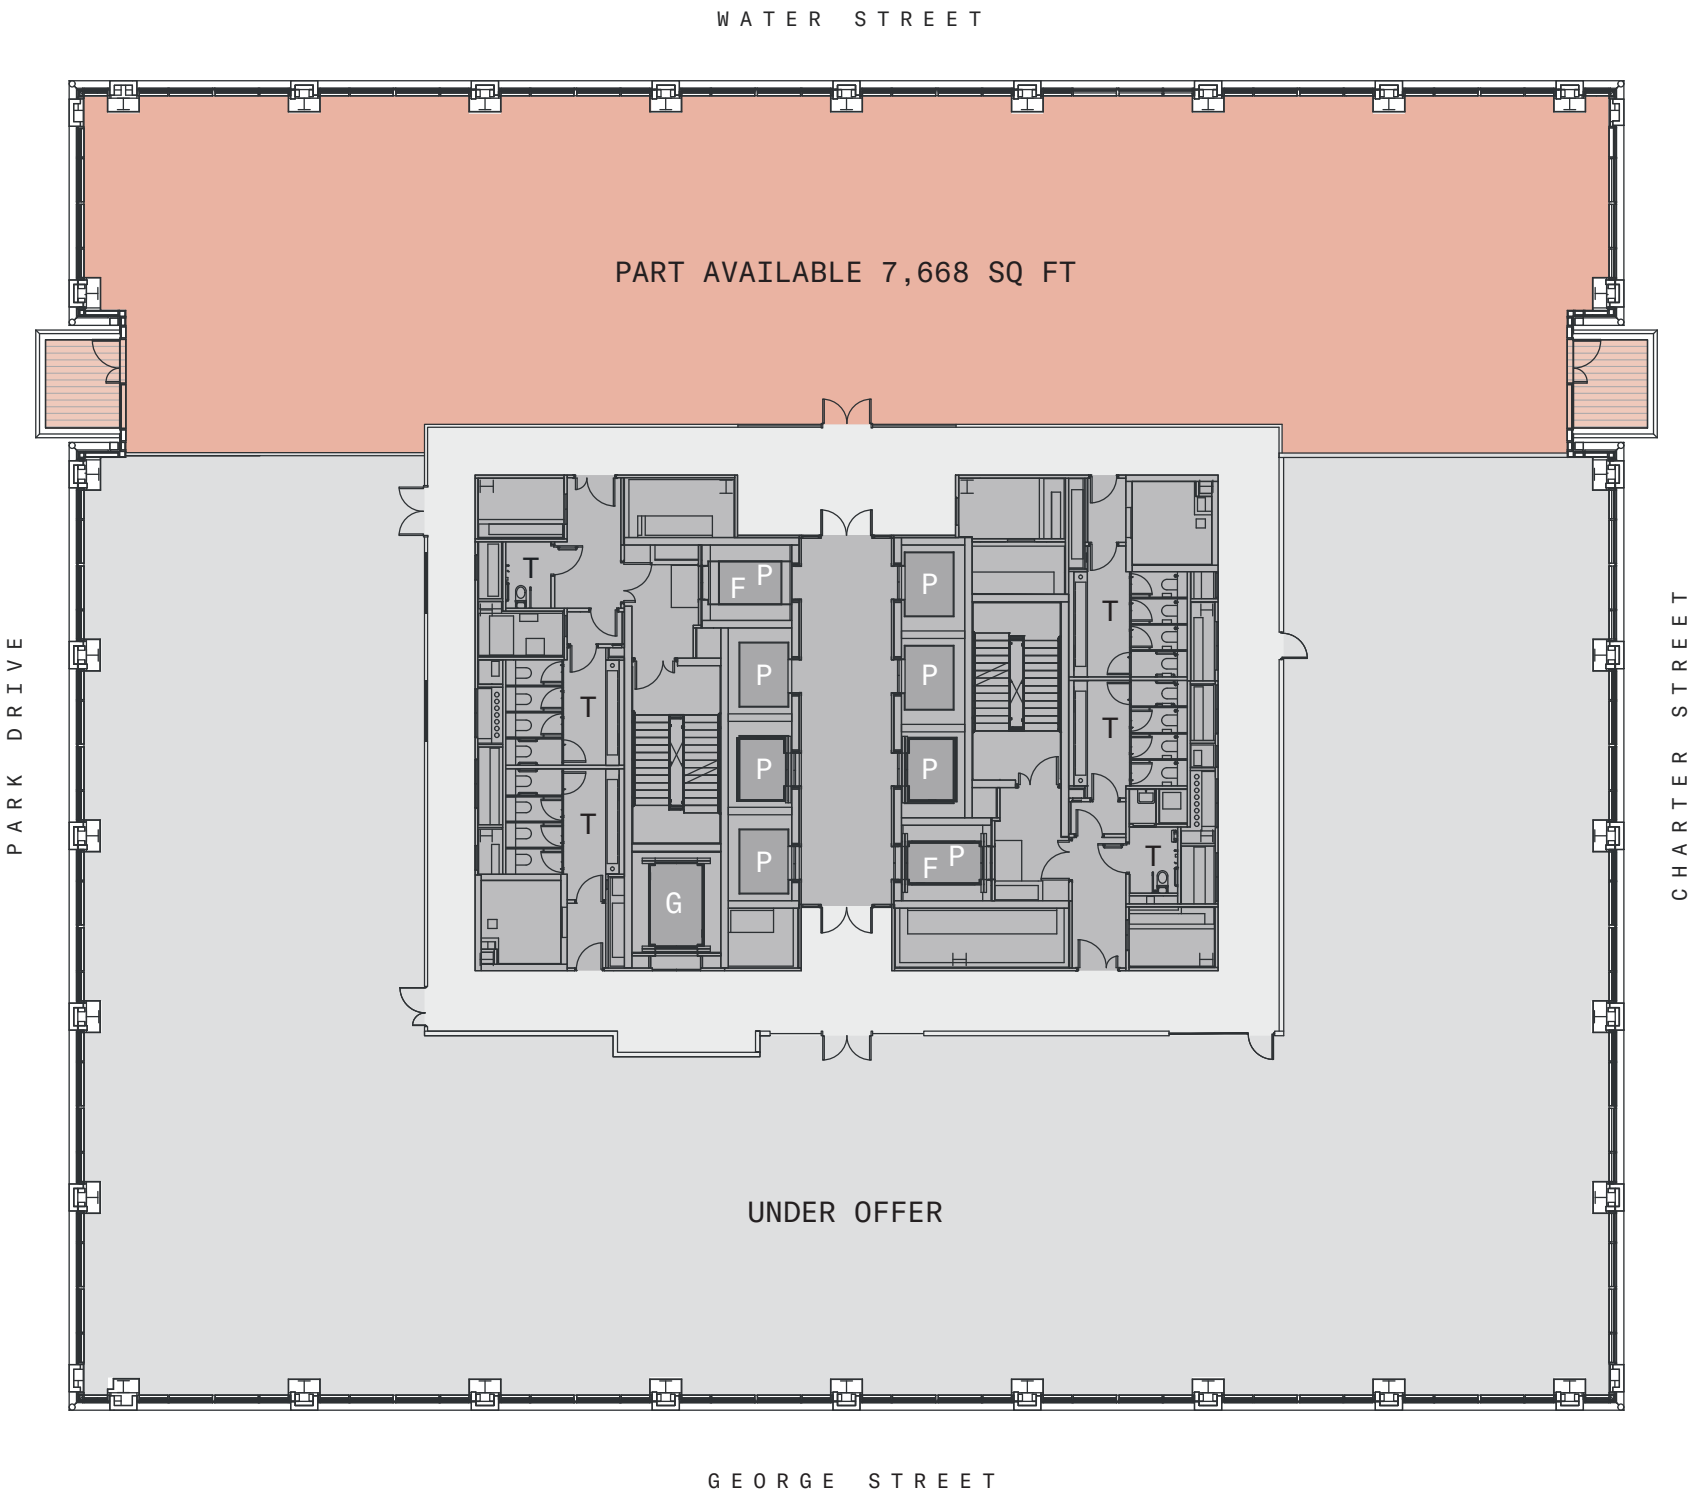 WATER STREET
PART AVAILABLE 7,668 SQ FT
PARK DRIVE
CHARTER STREET
T
F P
P
T
P
P
T
T
P
P
T
P
T
F P
T
P
G
UNDER OFFER
GEORGE STREET